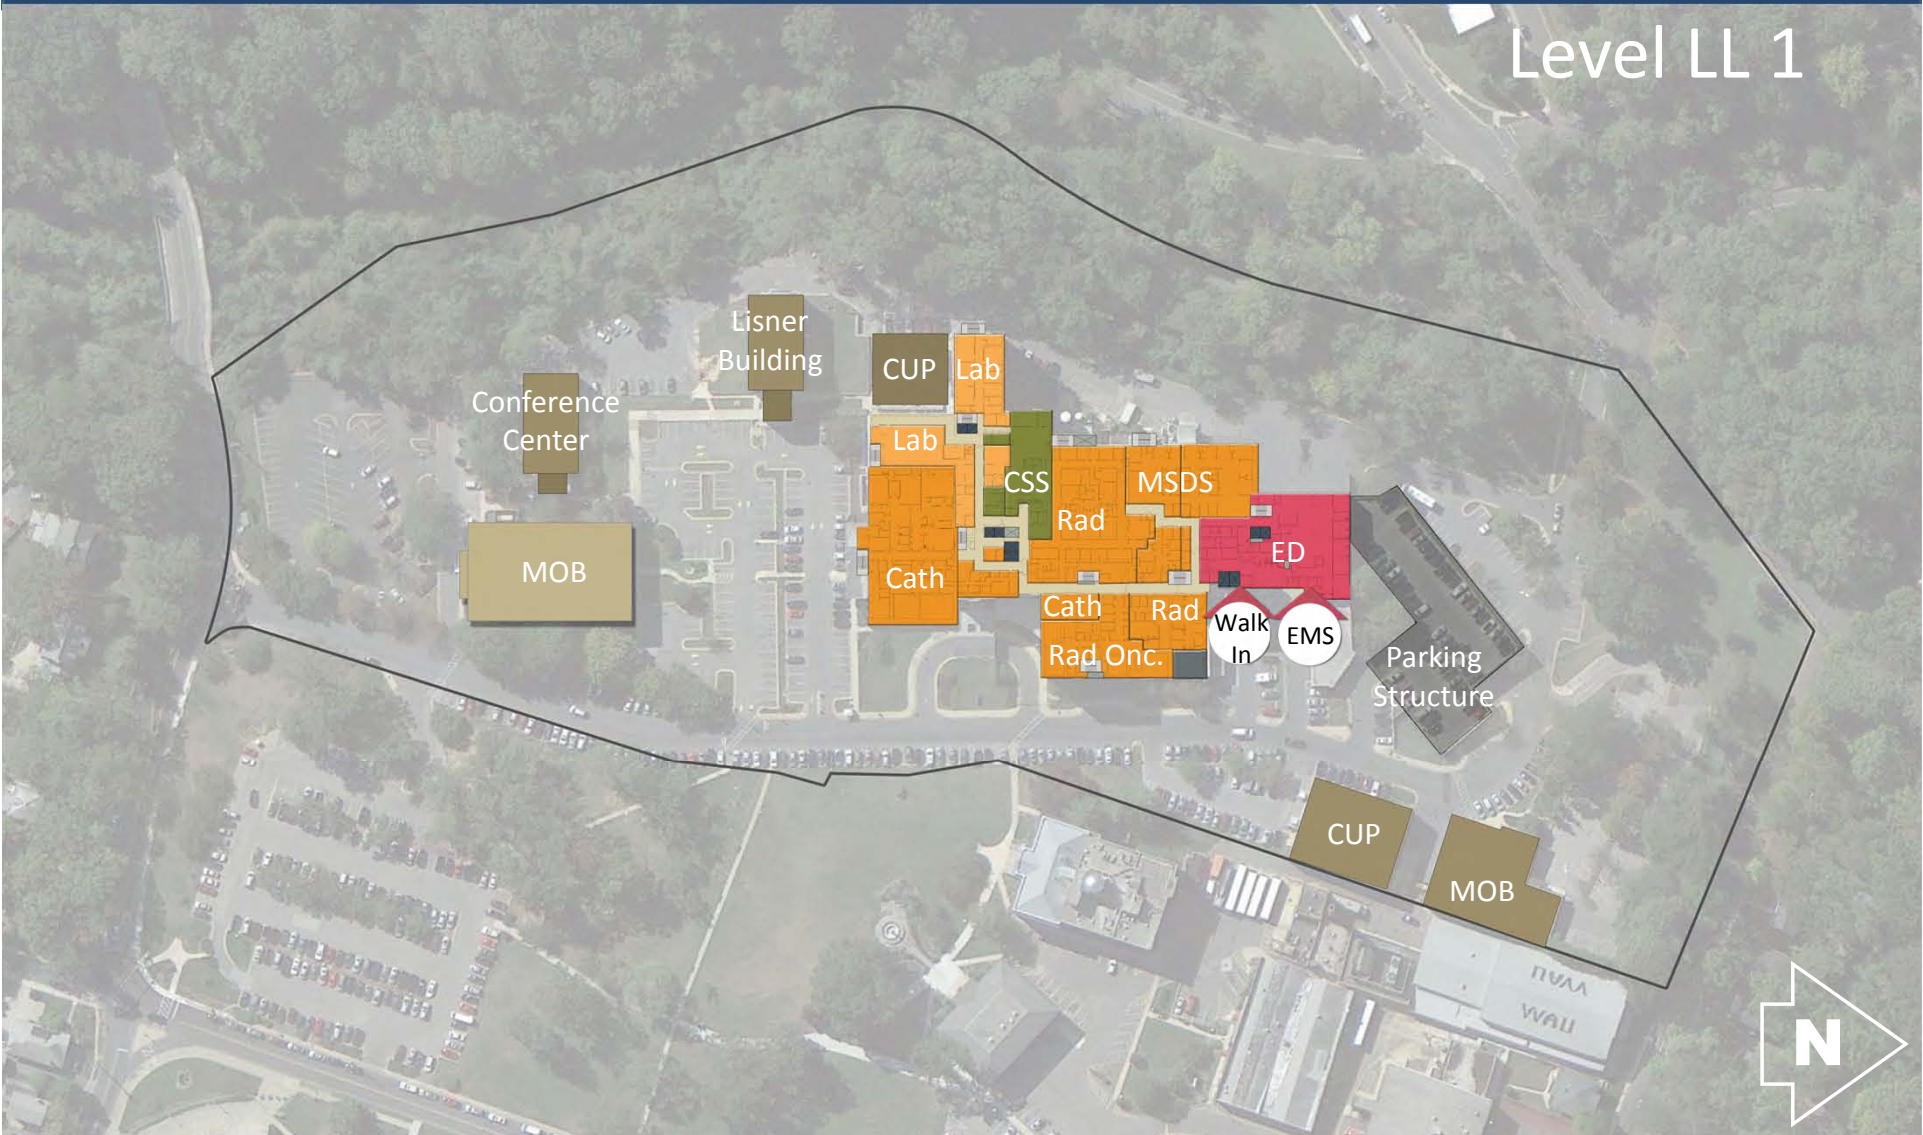 Level LL 1
Lisner
Building
CUP
Lab
Conference
Center
Lab
CSS
MSDS
Rad
ED
MOB
Cath
Cath
Rad
Walk
In
EMS
Rad Onc.
Parking
Structure
CUP
MOB
N